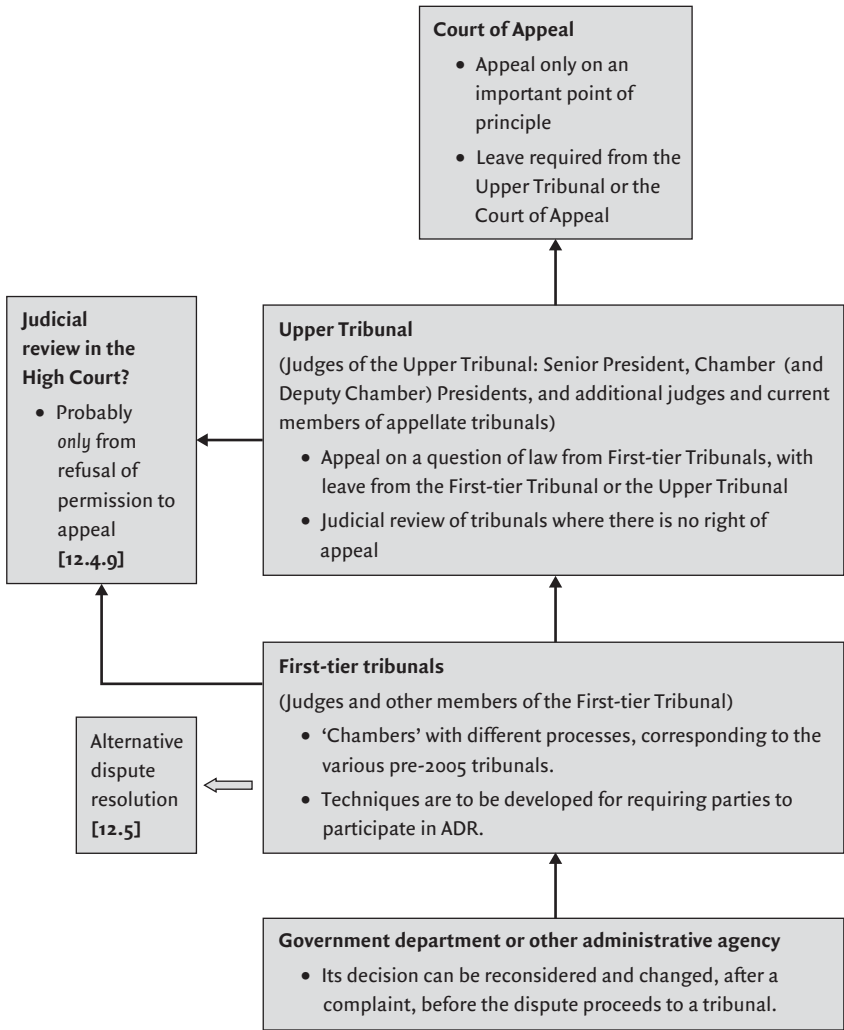 Court of Appeal
• Appeal only on an
important point of
principle
• Leave required from the
Upper Tribunal or the
Court of Appeal
Judicial
review in the
High Court?
• Probably
only from
refusal of
permission to
appeal
[12.4.9]
Upper Tribunal
(Judges of the Upper Tribunal: Senior President, Chamber (and
Deputy Chamber) Presidents, and additional judges and current
members of appellate tribunals)
• Appeal on a question of law from First-tier Tribunals, with
leave from the First-tier Tribunal or the Upper Tribunal
• Judicial review of tribunals where there is no right of
appeal
First-tier tribunals
(Judges and other members of the First-tier Tribunal)
• ‘Chambers’ with different processes, corresponding to the
various pre-2005 tribunals.
• Techniques are to be developed for requiring parties to
participate in ADR.
Alternative
dispute
resolution
[12.5]
Government department or other administrative agency
• Its decision can be reconsidered and changed, after a
complaint, before the dispute proceeds to a tribunal.